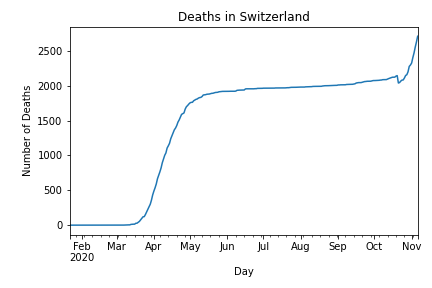 Deaths in Switzerland
Number of Deaths
2500
2000
1500
1000
500
0
Feb Mar Apr May Jun Jul Aug Sep Oct Nov
2020
Day